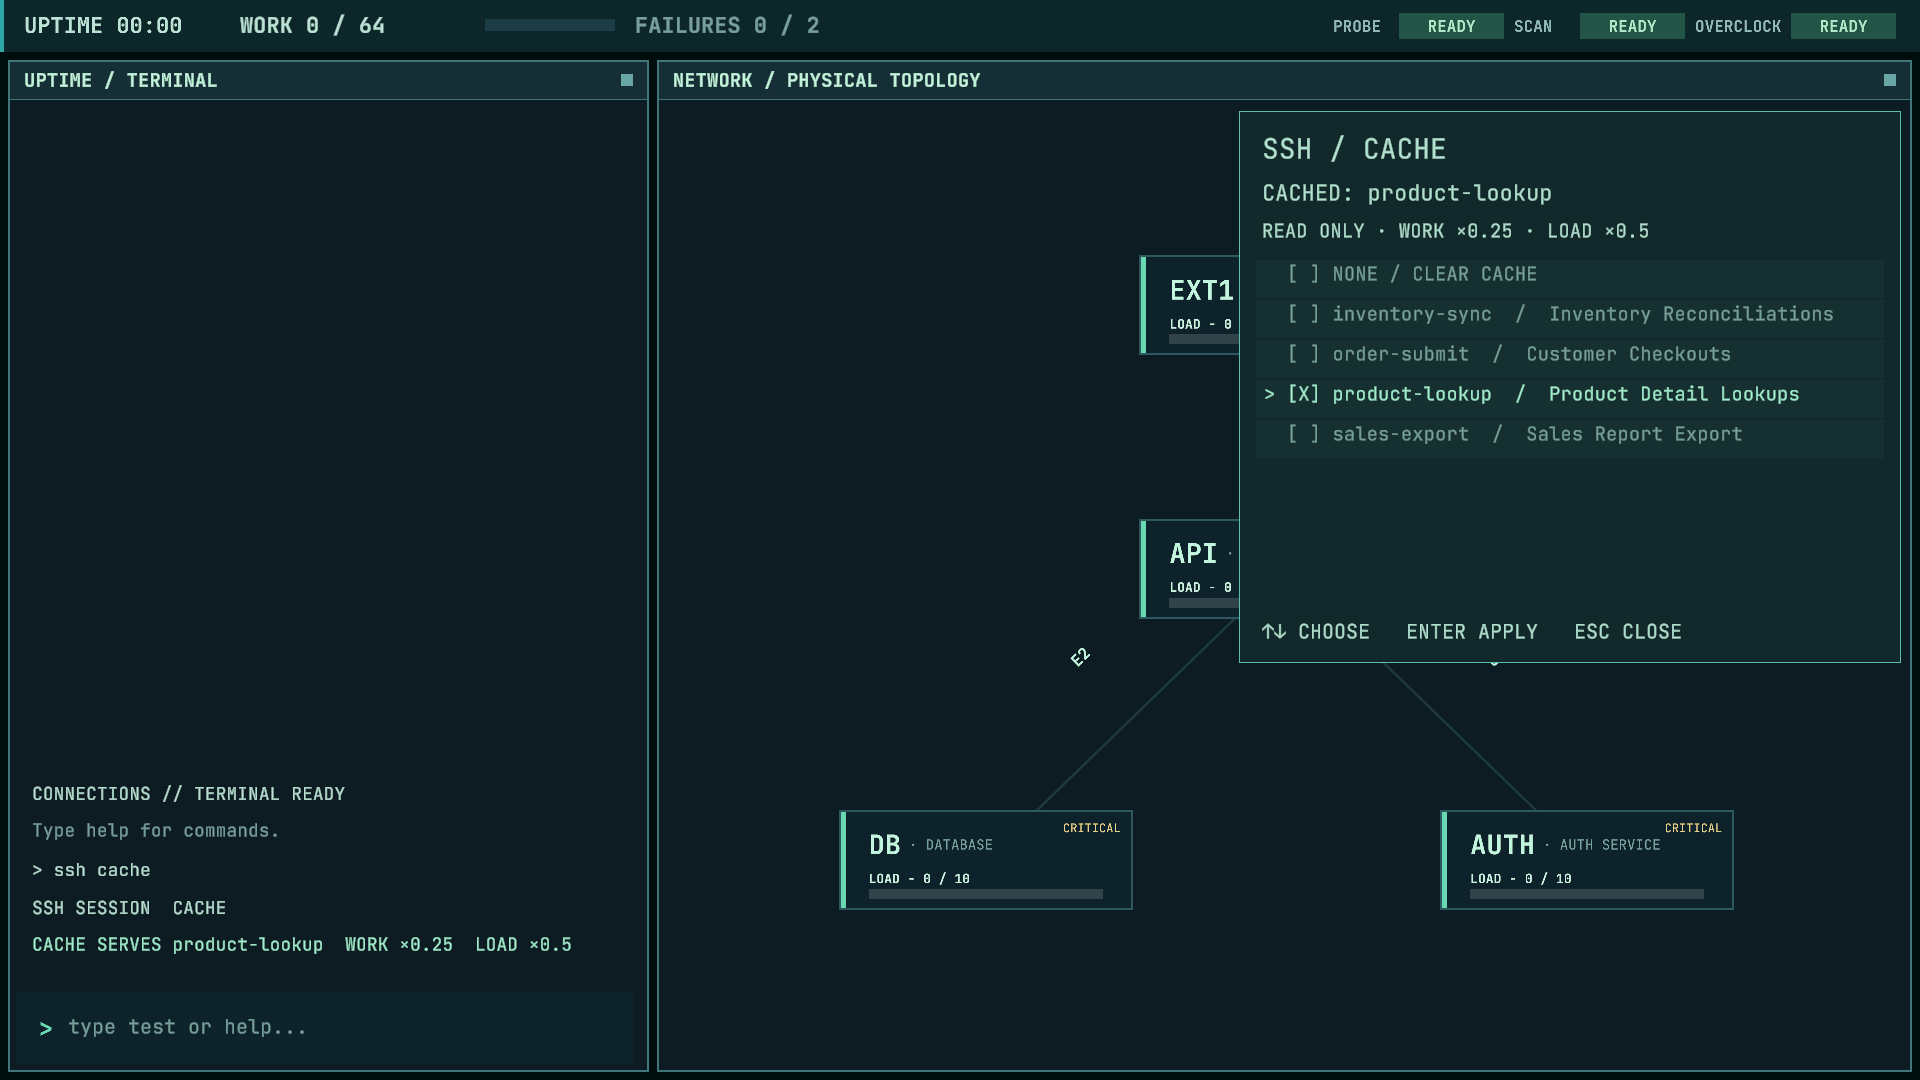 UPTIME 00:00 WORK 0 / 64 FAILURES 0 / 2 PROBE READY SCAN READY OVERCLOCK READY
UPTIME / TERMINAL
CONNECTIONS // TERMINAL READY
Type help for commands.
> ssh cache
SSH SESSION CACHE
CACHE SERVES product-lookup WORK ×0.25 LOAD ×0.5
> type test or help...
NETWORK / PHYSICAL TOPOLOGY
EXT1
LOAD - 0
API ·
LOAD - 0
E2
DB · DATABASE
CRITICAL
LOAD - 0 / 10
AUTH · AUTH SERVICE
CRITICAL
LOAD - 0 / 10
SSH / CACHE
CACHED: product-lookup
READ ONLY · WORK ×0.25 · LOAD ×0.5
[ ] NONE / CLEAR CACHE
[ ] inventory-sync / Inventory Reconciliations
[ ] order-submit / Customer Checkouts
> [X] product-lookup / Product Detail Lookups
[ ] sales-export / Sales Report Export
↑↓ CHOOSE ENTER APPLY ESC CLOSE